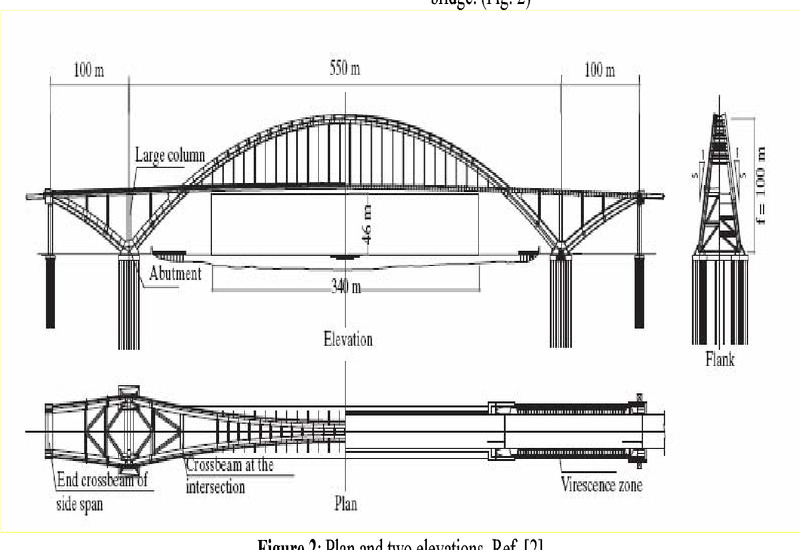 bridge. (Fig. 2)
100 m
550 m
100 m
Large column
46 m
Abutment
340 m
Elevation
1
1
5
5
f = 100 m
Flank
End crossbeam of
side span
Crossbeam at the
intersection
Plan
Virescence zone
Figure 2: Plan and two elevations. Ref. [2]